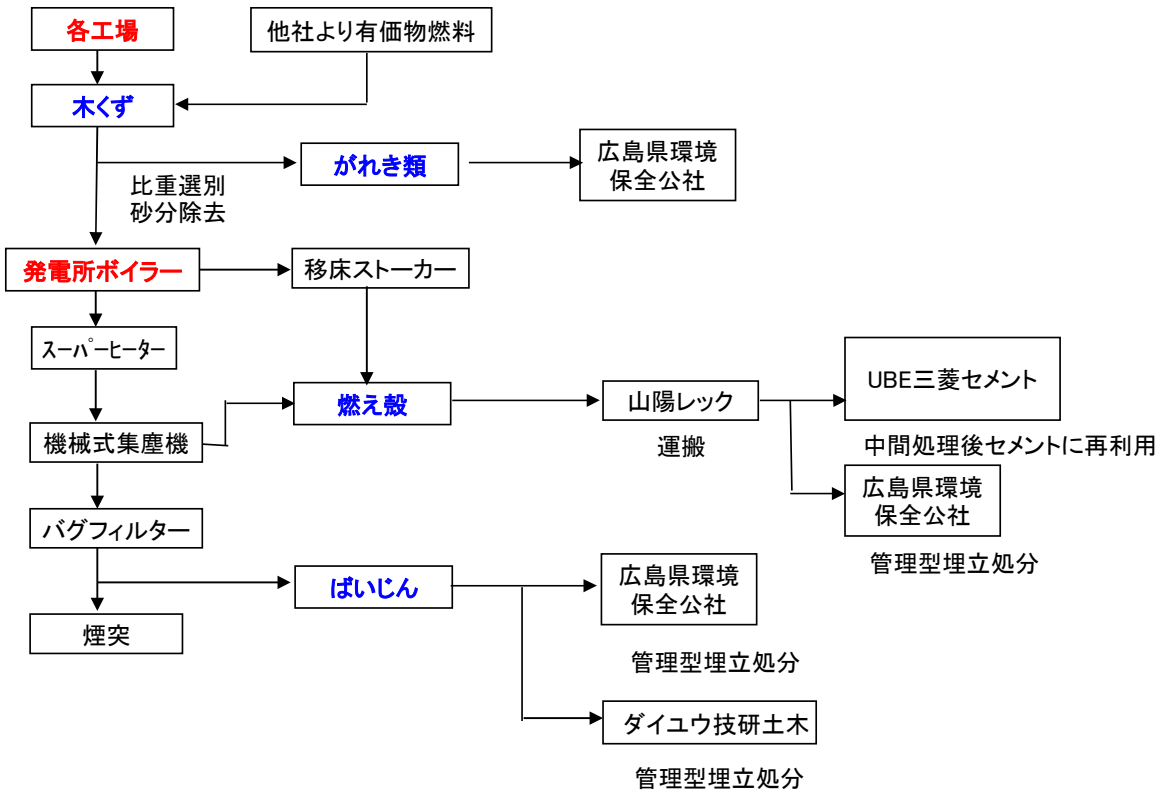 各工場
他社より有価物燃料
木くず
がれき類
広島県環境
保全公社
比重選別
砂分除去
発電所ボイラー
移床ストーカー
スーパーヒーター
UBE三菱セメント
燃え殻
山陽レック
機械式集塵機
運搬
中間処理後セメントに再利用
広島県環境
保全公社
バグフィルター
管理型埋立処分
ばいじん
広島県環境
保全公社
煙突
管理型埋立処分
ダイユウ技研土木
管理型埋立処分